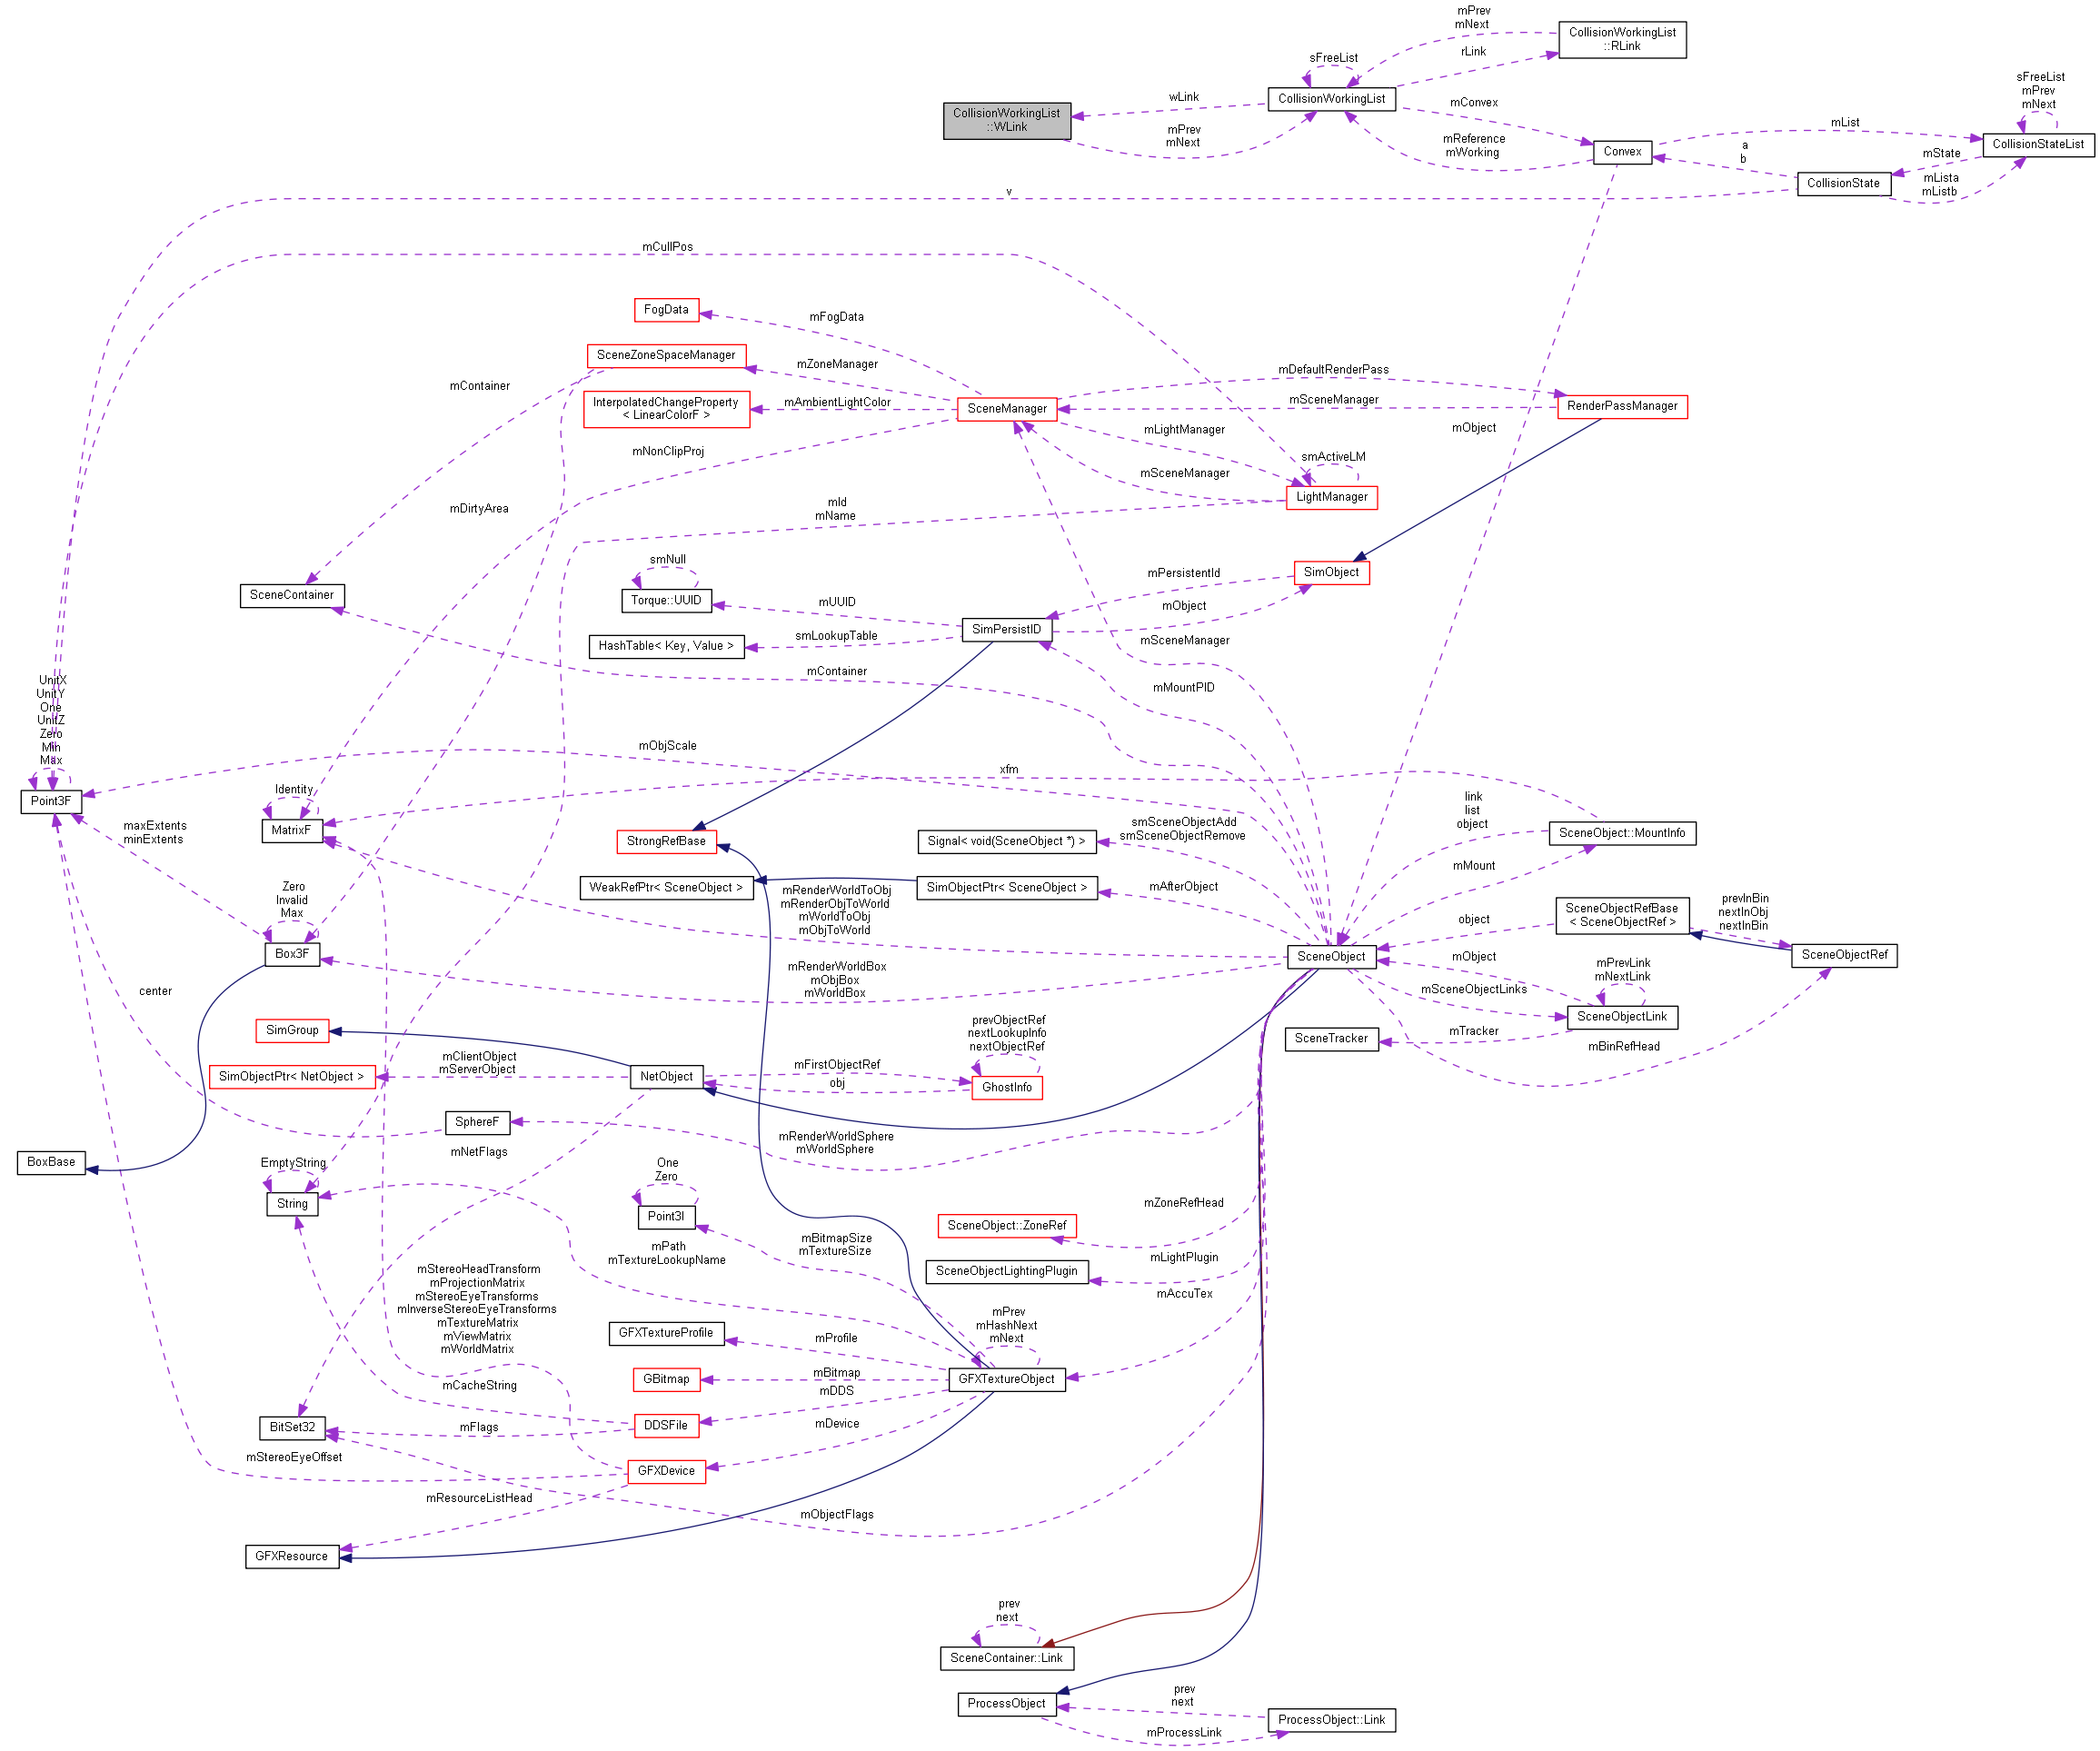 mPrev
mNext
CollisionWorkingList
::RLink
rLink
sFreeList
CollisionWorkingList
wLink
CollisionWorkingList
::WLink
mPrev
mNext
mConvex
mReference
mWorking
Convex
mList
sFreeList
mPrev
mNext
CollisionStateList
a
b
mState
CollisionState
mLista
mListb
v
mCullPos
FogData
mFogData
SceneZoneSpaceManager
mZoneManager
mContainer
InterpolatedChangeProperty
< LinearColorF >
mAmbientLightColor
SceneManager
mDefaultRenderPass
mSceneManager
RenderPassManager
mObject
mLightManager
mNonClipProj
smActiveLM
mSceneManager
LightManager
mDirtyArea
mId
mName
smNull
Torque::UUID
mUUID
mPersistentId
SimObject
SceneContainer
mObject
SimPersistID
smLookupTable
HashTable< Key, Value >
mSceneManager
mContainer
mMountPID
UnitX
UnitY
One
UnitZ
Zero
Min
Max
Point3F
mObjScale
xfm
Identity
MatrixF
maxExtents
minExtents
StrongRefBase
smSceneObjectAdd
smSceneObjectRemove
Signal< void(SceneObject *) >
link
list
object
SceneObject::MountInfo
mMount
WeakRefPtr< SceneObject >
SimObjectPtr< SceneObject >
mAfterObject
mRenderWorldToObj
mRenderObjToWorld
mWorldToObj
mObjToWorld
Zero
Invalid
Max
Box3F
SceneObjectRefBase
< SceneObjectRef >
object
prevInBin
nextInObj
nextInBin
SceneObjectRef
SceneObject
mObject
mRenderWorldBox
mObjBox
mWorldBox
mPrevLink
mNextLink
mSceneObjectLinks
SceneObjectLink
center
SimGroup
mTracker
SceneTracker
mBinRefHead
prevObjectRef
nextLookupInfo
nextObjectRef
mClientObject
mServerObject
SimObjectPtr< NetObject >
NetObject
mFirstObjectRef
obj
GhostInfo
SphereF
mRenderWorldSphere
mWorldSphere
BoxBase
mNetFlags
EmptyString
String
One
Zero
Point3I
mZoneRefHead
SceneObject::ZoneRef
mBitmapSize
mTextureSize
mPath
mTextureLookupName
mLightPlugin
SceneObjectLightingPlugin
mAccuTex
mStereoHeadTransform
mProjectionMatrix
mStereoEyeTransforms
mInverseStereoEyeTransforms
mTextureMatrix
mViewMatrix
mWorldMatrix
mPrev
mHashNext
mNext
GFXTextureProfile
mProfile
GFXTextureObject
GBitmap
mBitmap
mCacheString
mDDS
BitSet32
mFlags
DDSFile
mDevice
mStereoEyeOffset
GFXDevice
mResourceListHead
mObjectFlags
GFXResource
prev
next
SceneContainer::Link
ProcessObject
prev
next
ProcessObject::Link
mProcessLink